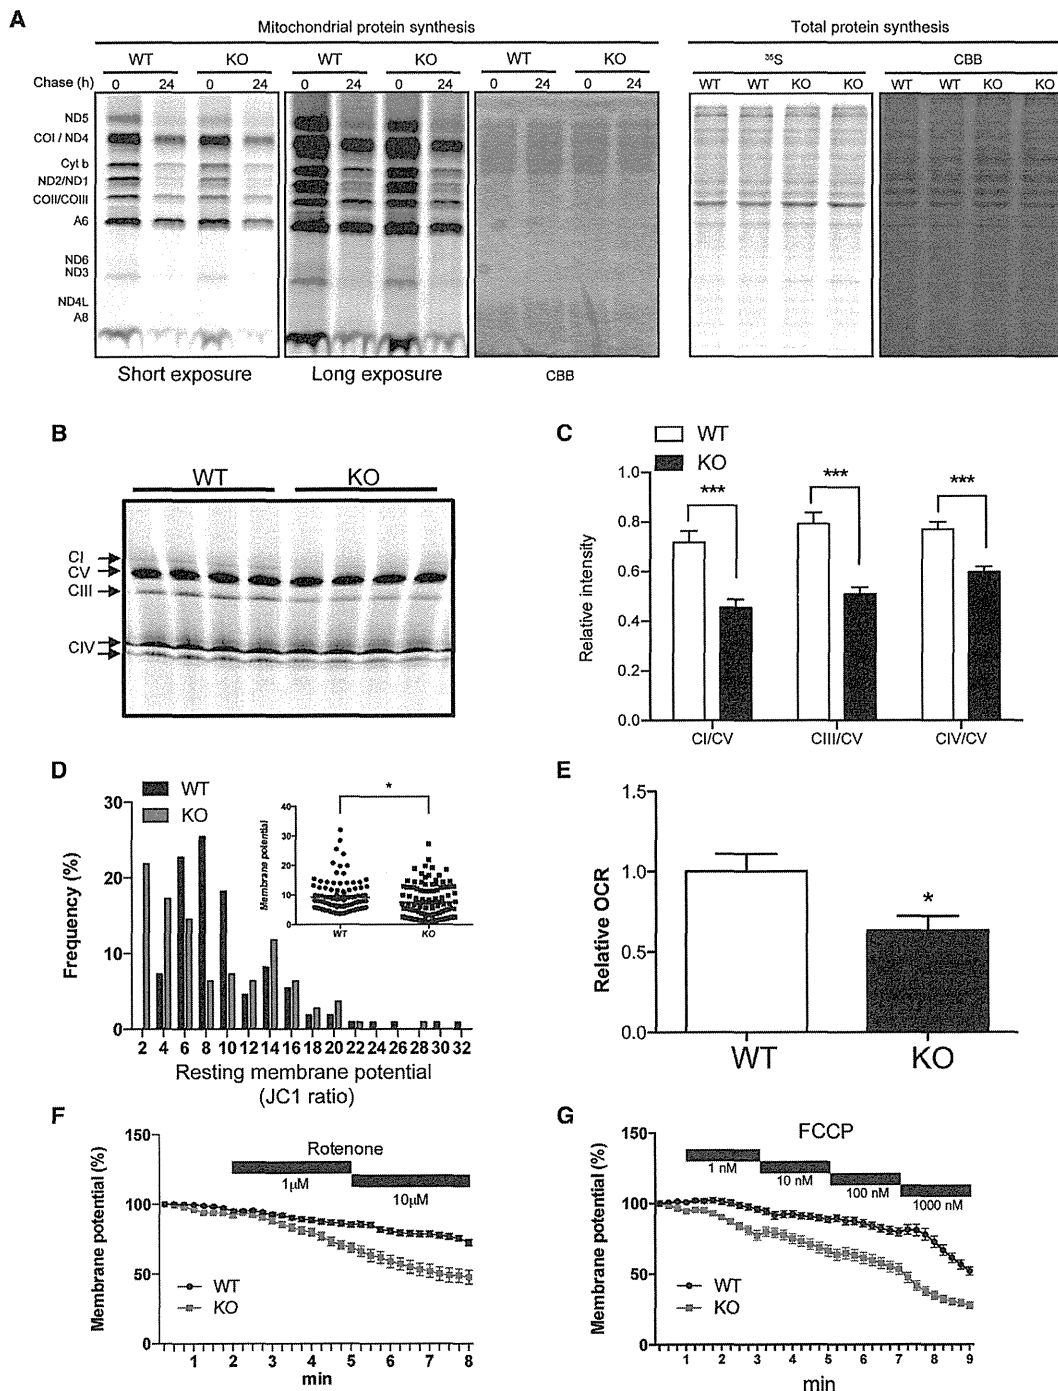 A
Mitochondrial protein synthesis
Total protein synthesis
WT KO WT KO WT KO
³⁵S CBB
Chase (h) 0 24 0 24 0 24 0 24 0 24 0 24
WT WT KO KO WT WT KO KO
ND5
COI / ND4
Cyt b
ND2/ND1
COII/COIII
A6
ND6
ND3
ND4L
A8
Short exposure Long exposure CBB
B
WT KO
CI
CV
CIII
CIV
C
WT
KO
Relative intensity
1.0
0.8
0.6
0.4
0.2
0.0
*** *** ***
CI/CV CIII/CV CIV/CV
D
WT
KO
Frequency (%)
30
20
10
0
2 4 6 8 10 12 14 16 18 20 22 24 26 28 30 32
Resting membrane potential
(JC1 ratio)
*
Membrane potential
40
30
20
10
0
WT KO
E
Relative OCR
1.5
1.0
0.5
0.0
*
WT KO
F
Membrane potential (%)
150
100
50
0
Rotenone
1μM
10μM
WT
KO
1 2 3 4 5 6 7 8
min
G
Membrane potential (%)
150
100
50
0
FCCP
1 nM
10 nM
100 nM
1000 nM
WT
KO
1 2 3 4 5 6 7 8 9
min